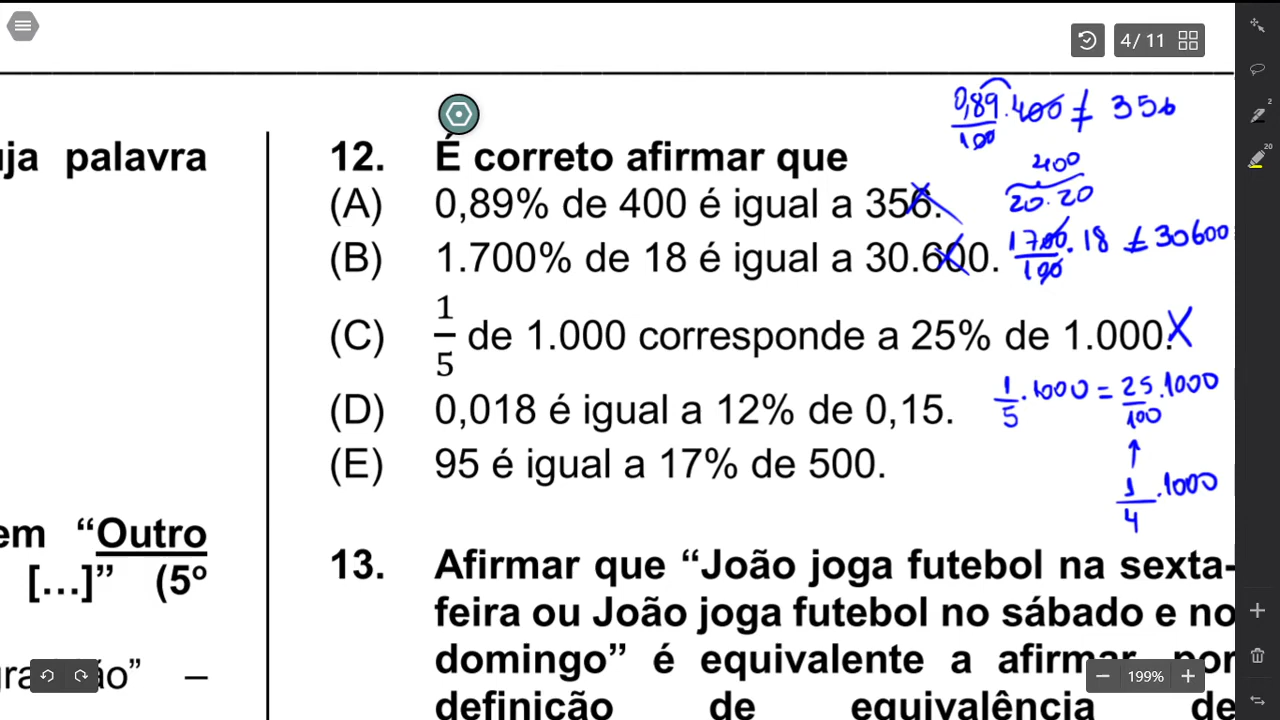 4/ 11
0,89/100 . 400 ≠ 356
uja palavra
12. É correto afirmar que
400
(A) 0,89% de 400 é igual a 356.
20.20
(B) 1.700% de 18 é igual a 30.600.
1700/100 . 18 ≠ 30600
(C) 1/5 de 1.000 corresponde a 25% de 1.000.
X
1/5 . 1000 = 25/100 . 1000
(D) 0,018 é igual a 12% de 0,15.
(E) 95 é igual a 17% de 500.
1/4 . 1000
em “Outro
[...]” (5º
–
13. Afirmar que “João joga futebol na sexta-
feira ou João joga futebol no sábado e no
domingo” é equivalente a afirmar, por
definição de equivalência de
199%
2
20